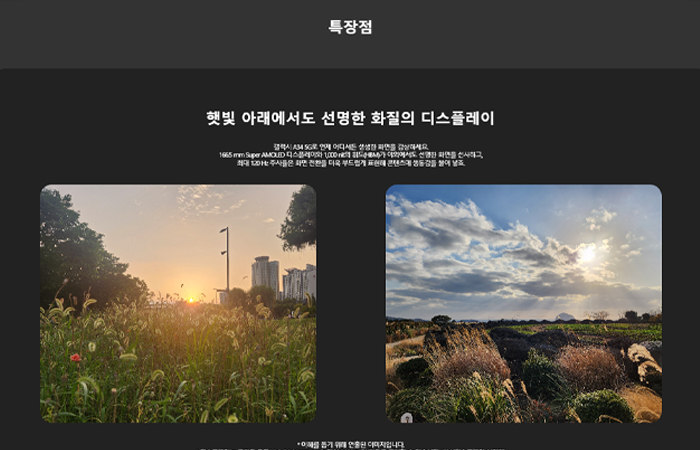 특장점
햇빛 아래에서도 선명한 화질의 디스플레이
갤럭시 A34 5G로 언제 어디서든 생생한 화면을 감상하세요.
166.5 mm Super AMOLED 디스플레이와 1,000 nit의 휘도(HBM)가 야외에서도 선명한 화면을 선사하고,
최대 120 Hz 주사율은 화면 전환을 더욱 부드럽게 표현해 콘텐츠에 생동감을 불어 넣죠.
* 이해를 돕기 위해 연출된 이미지입니다.